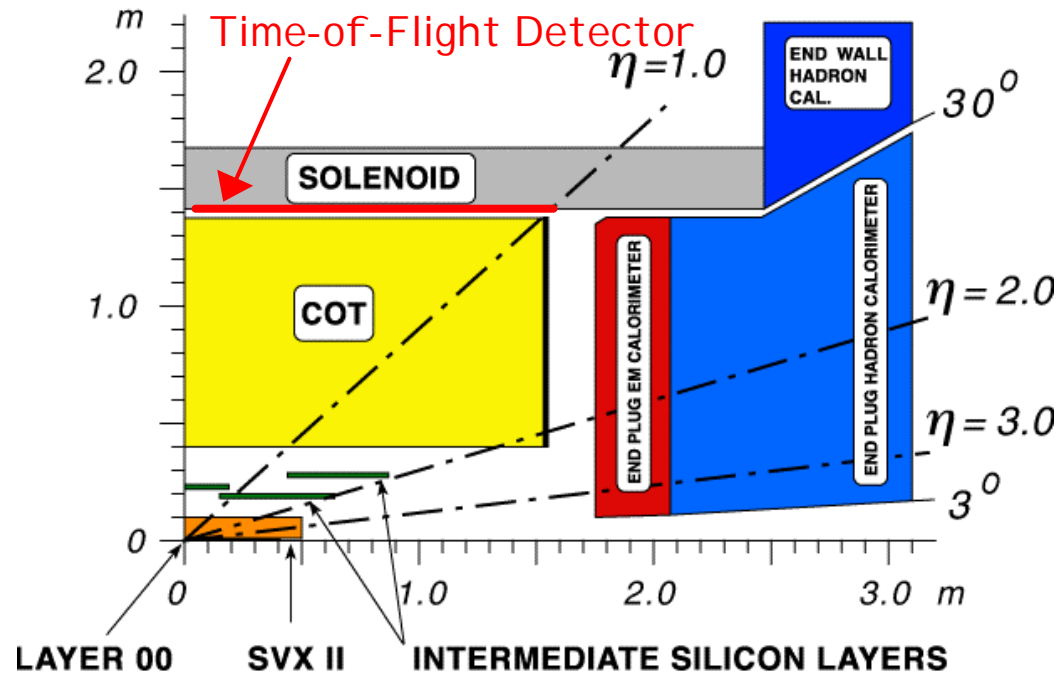 m
Time-of-Flight Detector
2.0
η=1.0
END WALL
HADRON
CAL.
30⁰
SOLENOID
COT
1.0
END PLUG EM CALORIMETER
END PLUG HADRON CALORIMETER
η=2.0
η=3.0
3⁰
0
0
1.0
2.0
3.0
m
LAYER 00
SVX II
INTERMEDIATE SILICON LAYERS